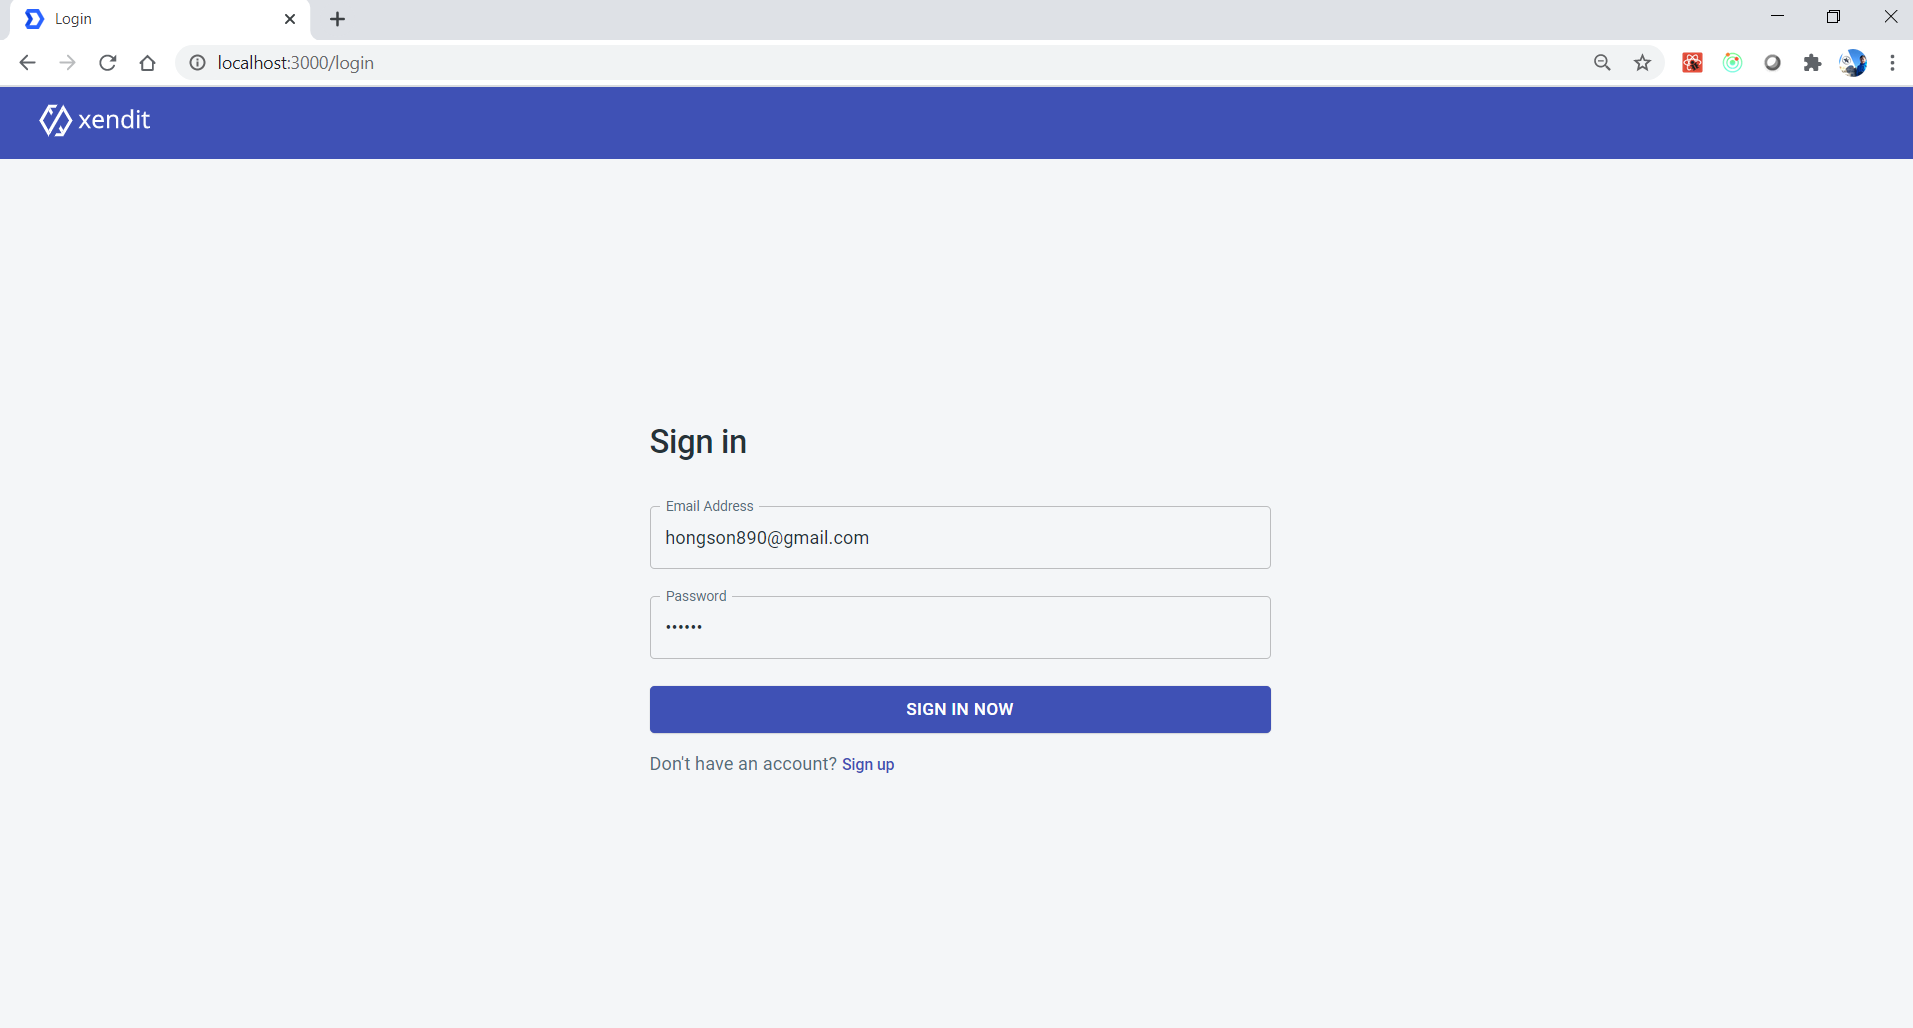 Login
localhost:3000/login
xendit
Sign in
Email Address
hongson890@gmail.com
Password
••••••
SIGN IN NOW
Don't have an account? Sign up